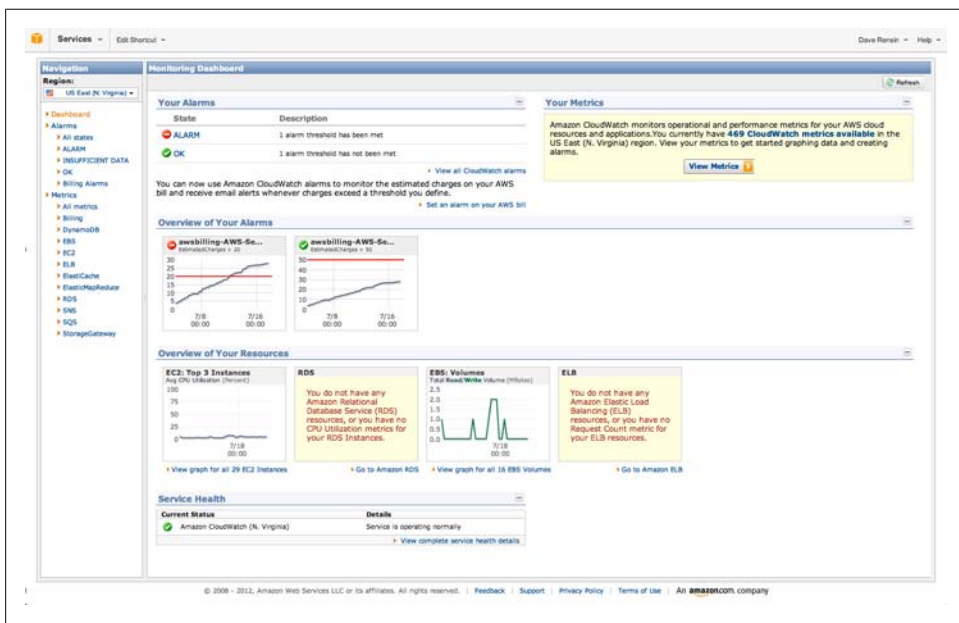 Services
Edit Shortcut
Dave Rensin
Help
Navigation
Region:
US East (N. Virginia)
Dashboard
Alarms
All states
ALARM
INSUFFICIENT DATA
OK
Billing Alarms
Metrics
All metrics
Billing
DynamoDB
EBS
EC2
ELB
ElastiCache
ElasticMapReduce
RDS
SNS
SQS
StorageGateway
Monitoring Dashboard
Refresh
Your Alarms
State Description
ALARM 1 alarm threshold has been met
OK 1 alarm threshold has not been met
View all CloudWatch alarms
You can now use Amazon CloudWatch alarms to monitor the estimated charges on your AWS
bill and receive email alerts whenever charges exceed a threshold you define.
Set an alarm on your AWS bill
Your Metrics
Amazon CloudWatch monitors operational and performance metrics for your AWS cloud
resources and applications.You currently have 469 CloudWatch metrics available in the
US East (N. Virginia) region. View your metrics to get started graphing data and creating
alarms.
View Metrics
Overview of Your Alarms
awsbilling-AWS-Se...
EstimatedCharges > 20
30
25
20
15
10
5
0
7/8 7/16
00:00 00:00
awsbilling-AWS-Se...
EstimatedCharges > 50
50
40
30
20
10
0
7/8 7/16
00:00 00:00
Overview of Your Resources
EC2: Top 3 Instances
Avg CPU Utilization (Percent)
100
75
50
25
0
7/18
00:00
View graph for all 29 EC2 Instances
RDS
You do not have any
Amazon Relational
Database Service (RDS)
resources, or you have no
CPU Utilization metrics for
your RDS Instances.
Go to Amazon RDS
EBS: Volumes
Total Read/Write Volume (MBytes)
2.5
2.0
1.5
1.0
0.5
0.0
7/18
00:00
View graph for all 16 EBS Volumes
ELB
You do not have any
Amazon Elastic Load
Balancing (ELB)
resources, or you have no
Request Count metric for
your ELB resources.
Go to Amazon ELB
Service Health
Current Status Details
Amazon CloudWatch (N. Virginia) Service is operating normally
View complete service health details
© 2008 - 2012, Amazon Web Services LLC or its affiliates. All rights reserved. | Feedback | Support | Privacy Policy | Terms of Use | An amazon.com company